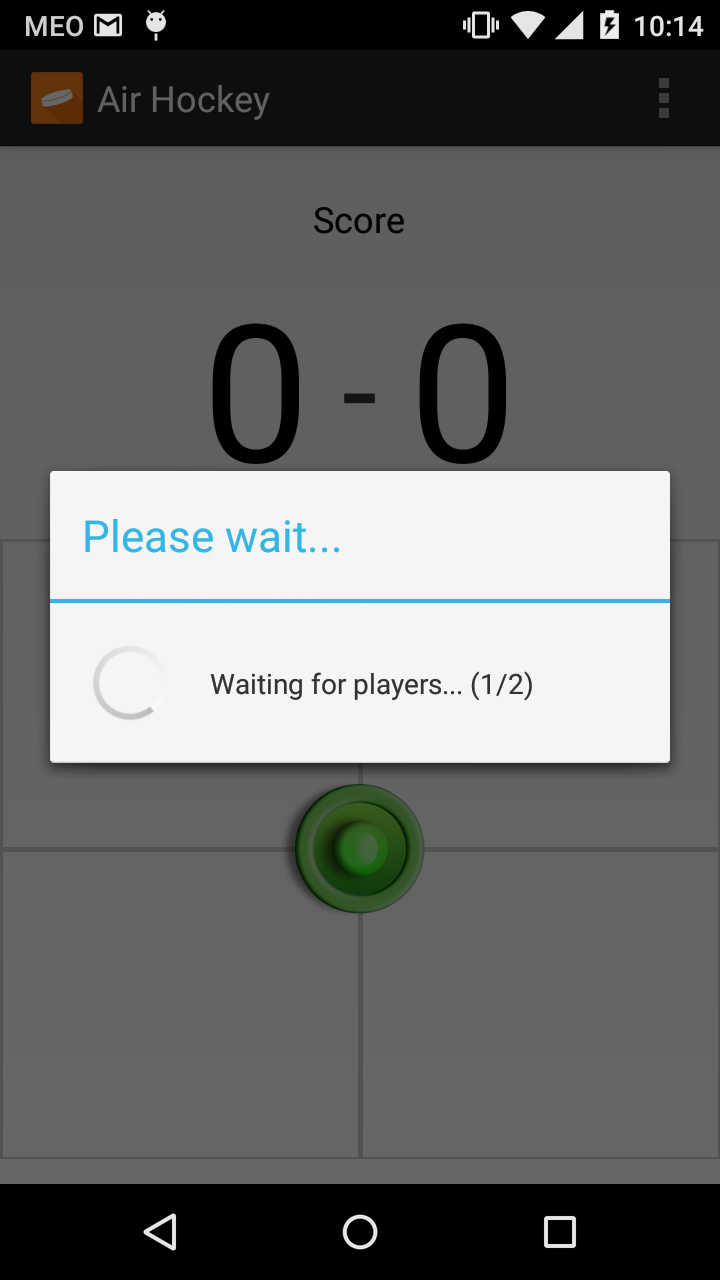 MEO 10:14
Air Hockey
Score
0 - 0
Please wait...
Waiting for players... (1/2)